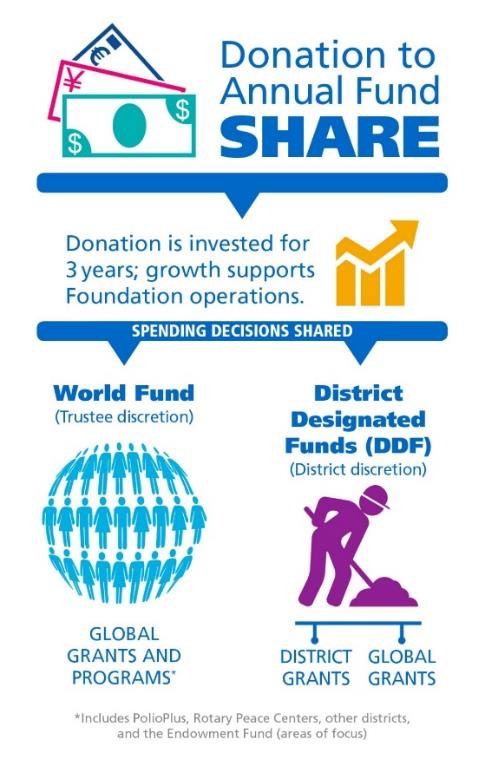 Donation to
Annual Fund
SHARE
Donation is invested for
3 years; growth supports
Foundation operations.
SPENDING DECISIONS SHARED
World Fund
(Trustee discretion)
GLOBAL
GRANTS AND
PROGRAMS*
District
Designated
Funds (DDF)
(District discretion)
DISTRICT
GRANTS
GLOBAL
GRANTS
*Includes PolioPlus, Rotary Peace Centers, other districts,
and the Endowment Fund (areas of focus)